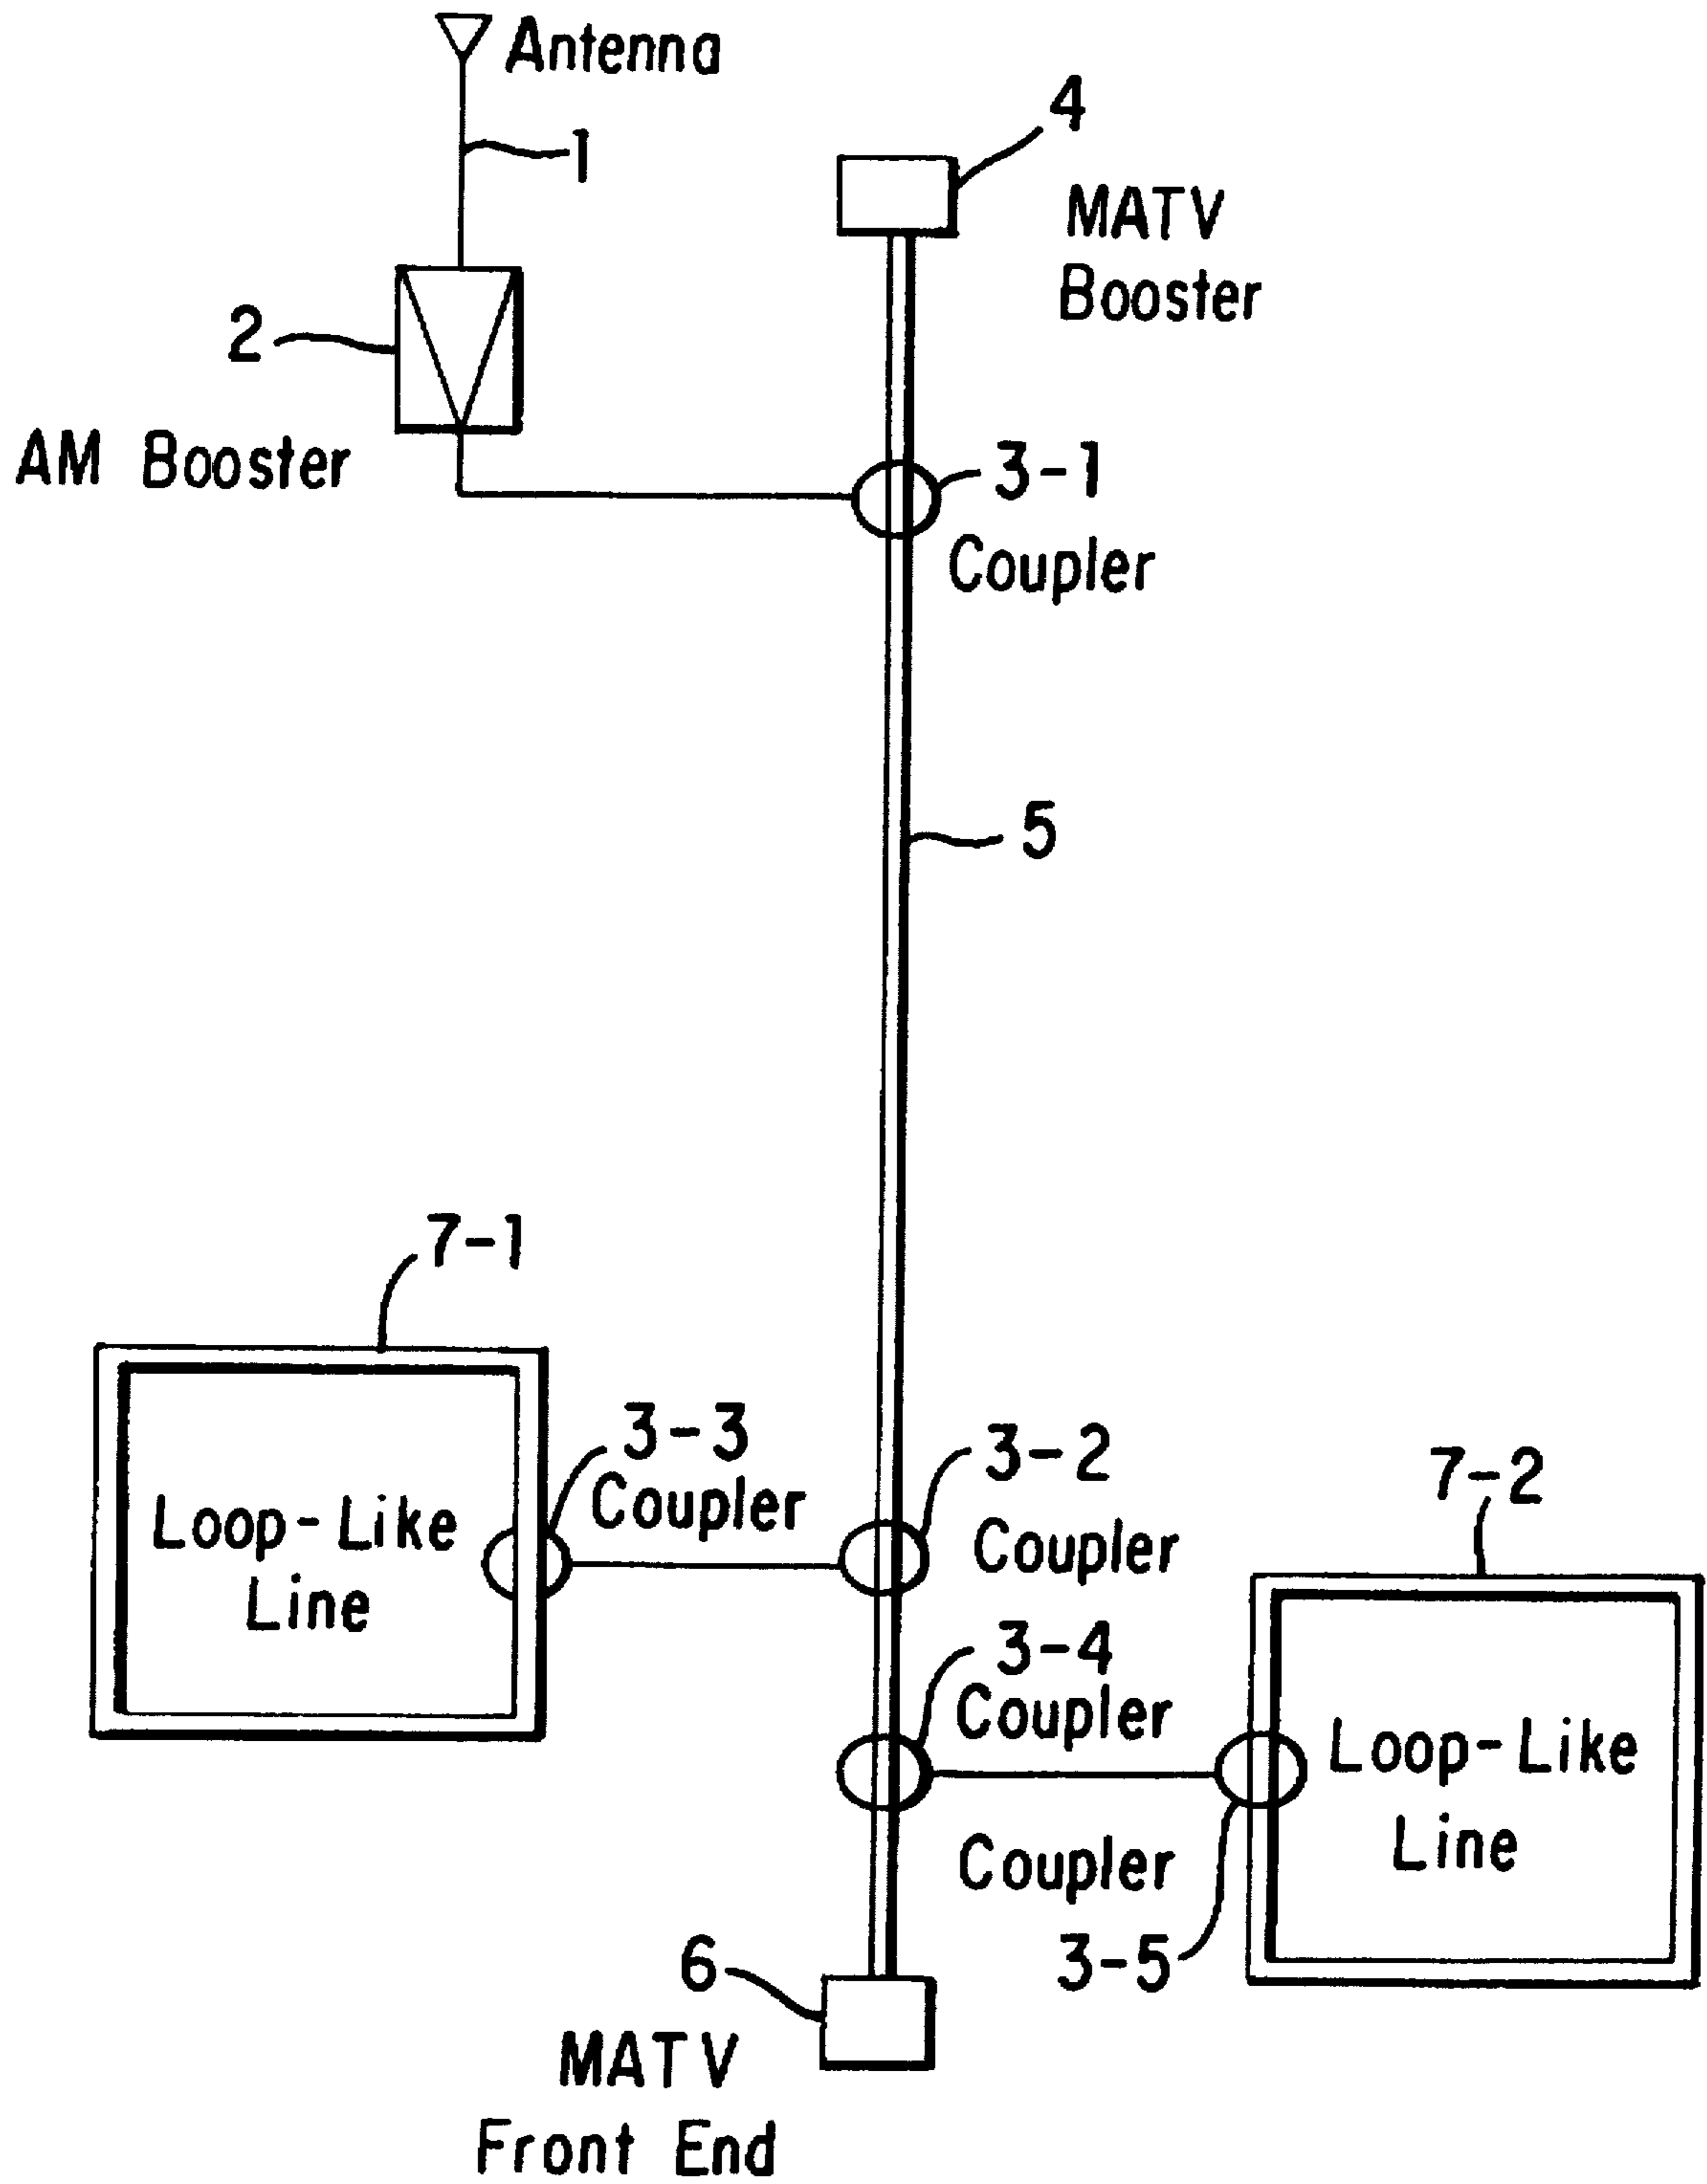 Antenna
1
4
MATV
Booster
2
AM Booster
3-1
Coupler
5
7-1
3-3
Coupler
3-2
Coupler
7-2
Loop-Like
Line
3-4
Coupler
Loop-Like
Line
Coupler
3-5
6
MATV
Front End